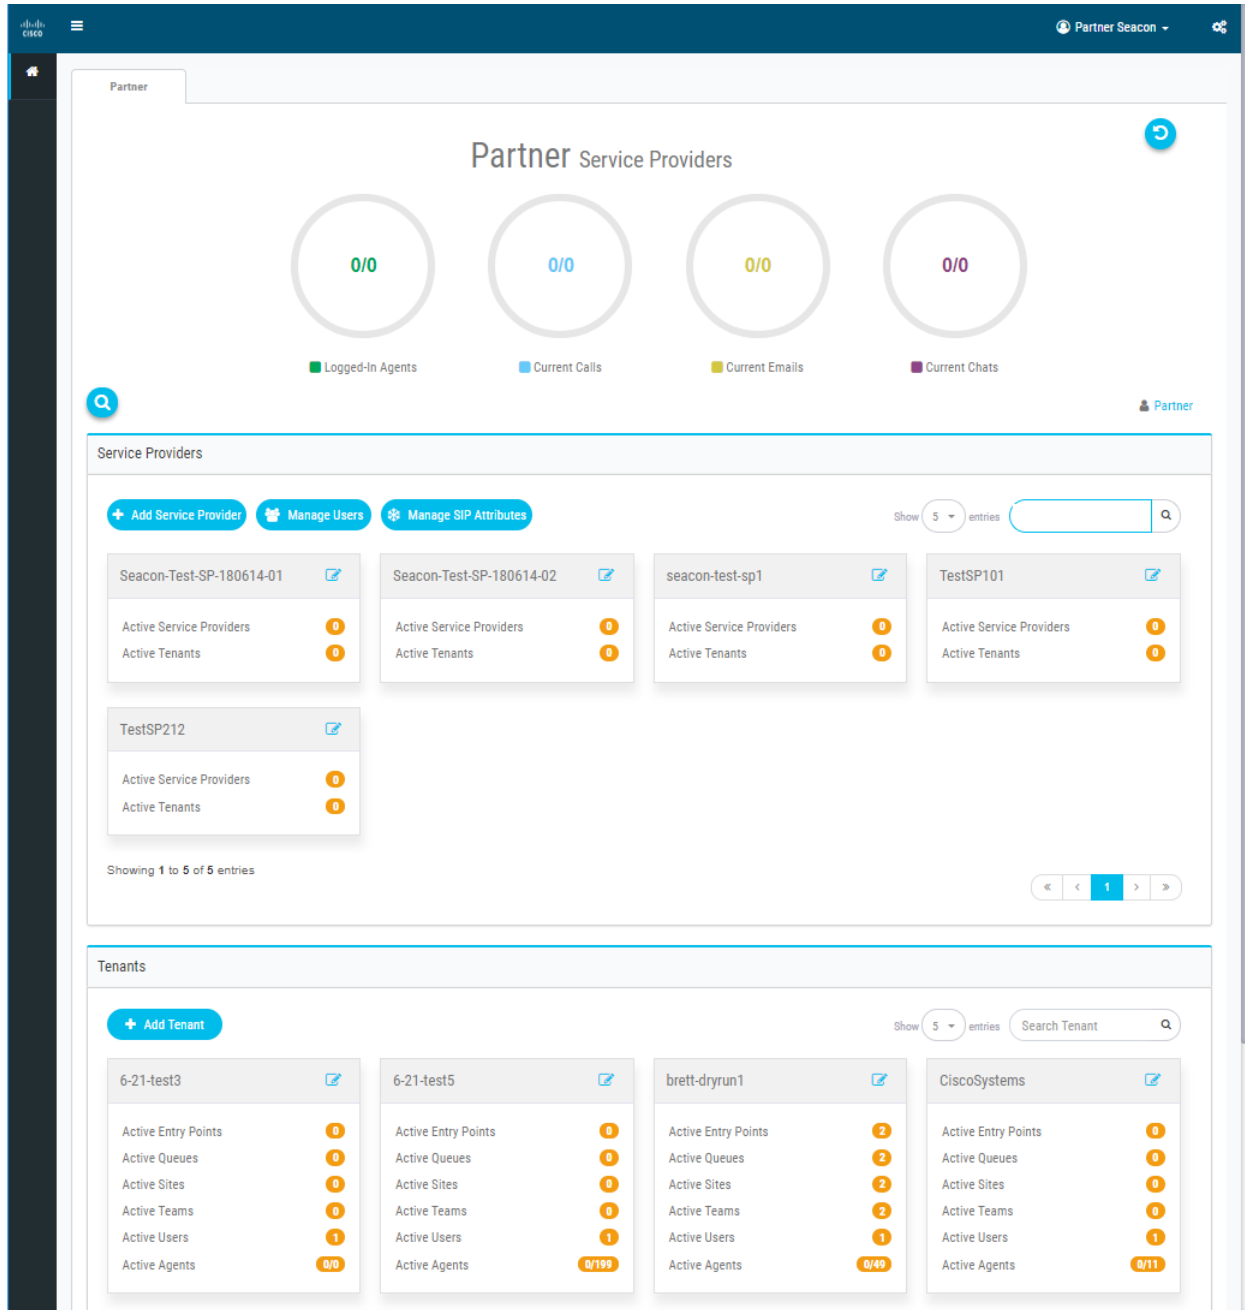 CISCO
Partner Seacon
Partner
Partner Service Providers
0/0 0/0 0/0 0/0
Logged-In Agents Current Calls Current Emails Current Chats
Partner
Service Providers
+ Add Service Provider Manage Users Manage SIP Attributes Show 5 entries
Seacon-Test-SP-180614-01 Seacon-Test-SP-180614-02 seacon-test-sp1 TestSP101
Active Service Providers 0 Active Service Providers 0 Active Service Providers 0 Active Service Providers 0
Active Tenants 0 Active Tenants 0 Active Tenants 0 Active Tenants 0
TestSP212
Active Service Providers 0
Active Tenants 0
Showing 1 to 5 of 5 entries
« < 1 > »
Tenants
+ Add Tenant Show 5 entries Search Tenant
6-21-test3 6-21-test5 brett-dryrun1 CiscoSystems
Active Entry Points 0 Active Entry Points 0 Active Entry Points 2 Active Entry Points 0
Active Queues 0 Active Queues 0 Active Queues 2 Active Queues 0
Active Sites 0 Active Sites 0 Active Sites 2 Active Sites 0
Active Teams 0 Active Teams 0 Active Teams 2 Active Teams 0
Active Users 1 Active Users 1 Active Users 1 Active Users 1
Active Agents 0/0 Active Agents 0/199 Active Agents 0/49 Active Agents 0/11